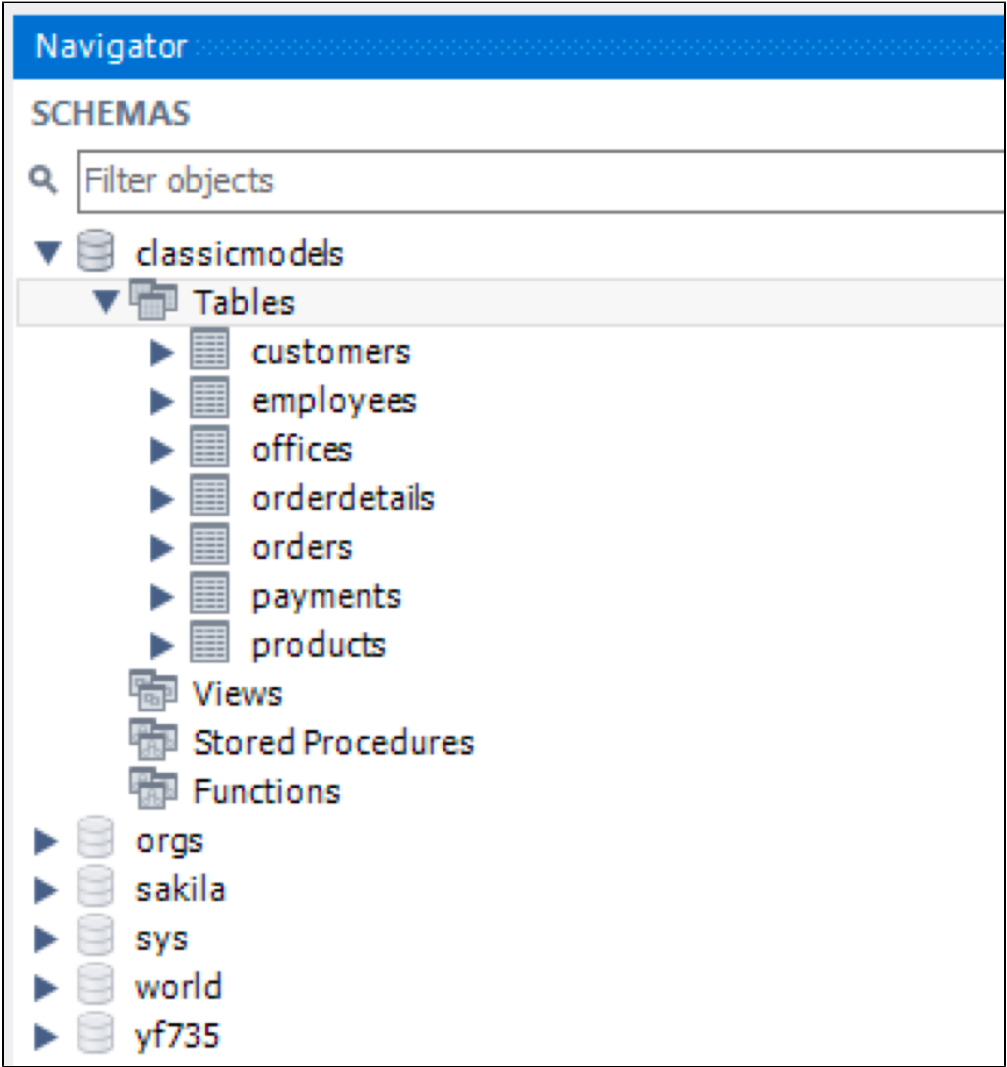 Navigator
SCHEMAS
Filter objects
classicmodels
Tables
customers
employees
offices
orderdetails
orders
payments
products
Views
Stored Procedures
Functions
orgs
sakila
sys
world
yf735